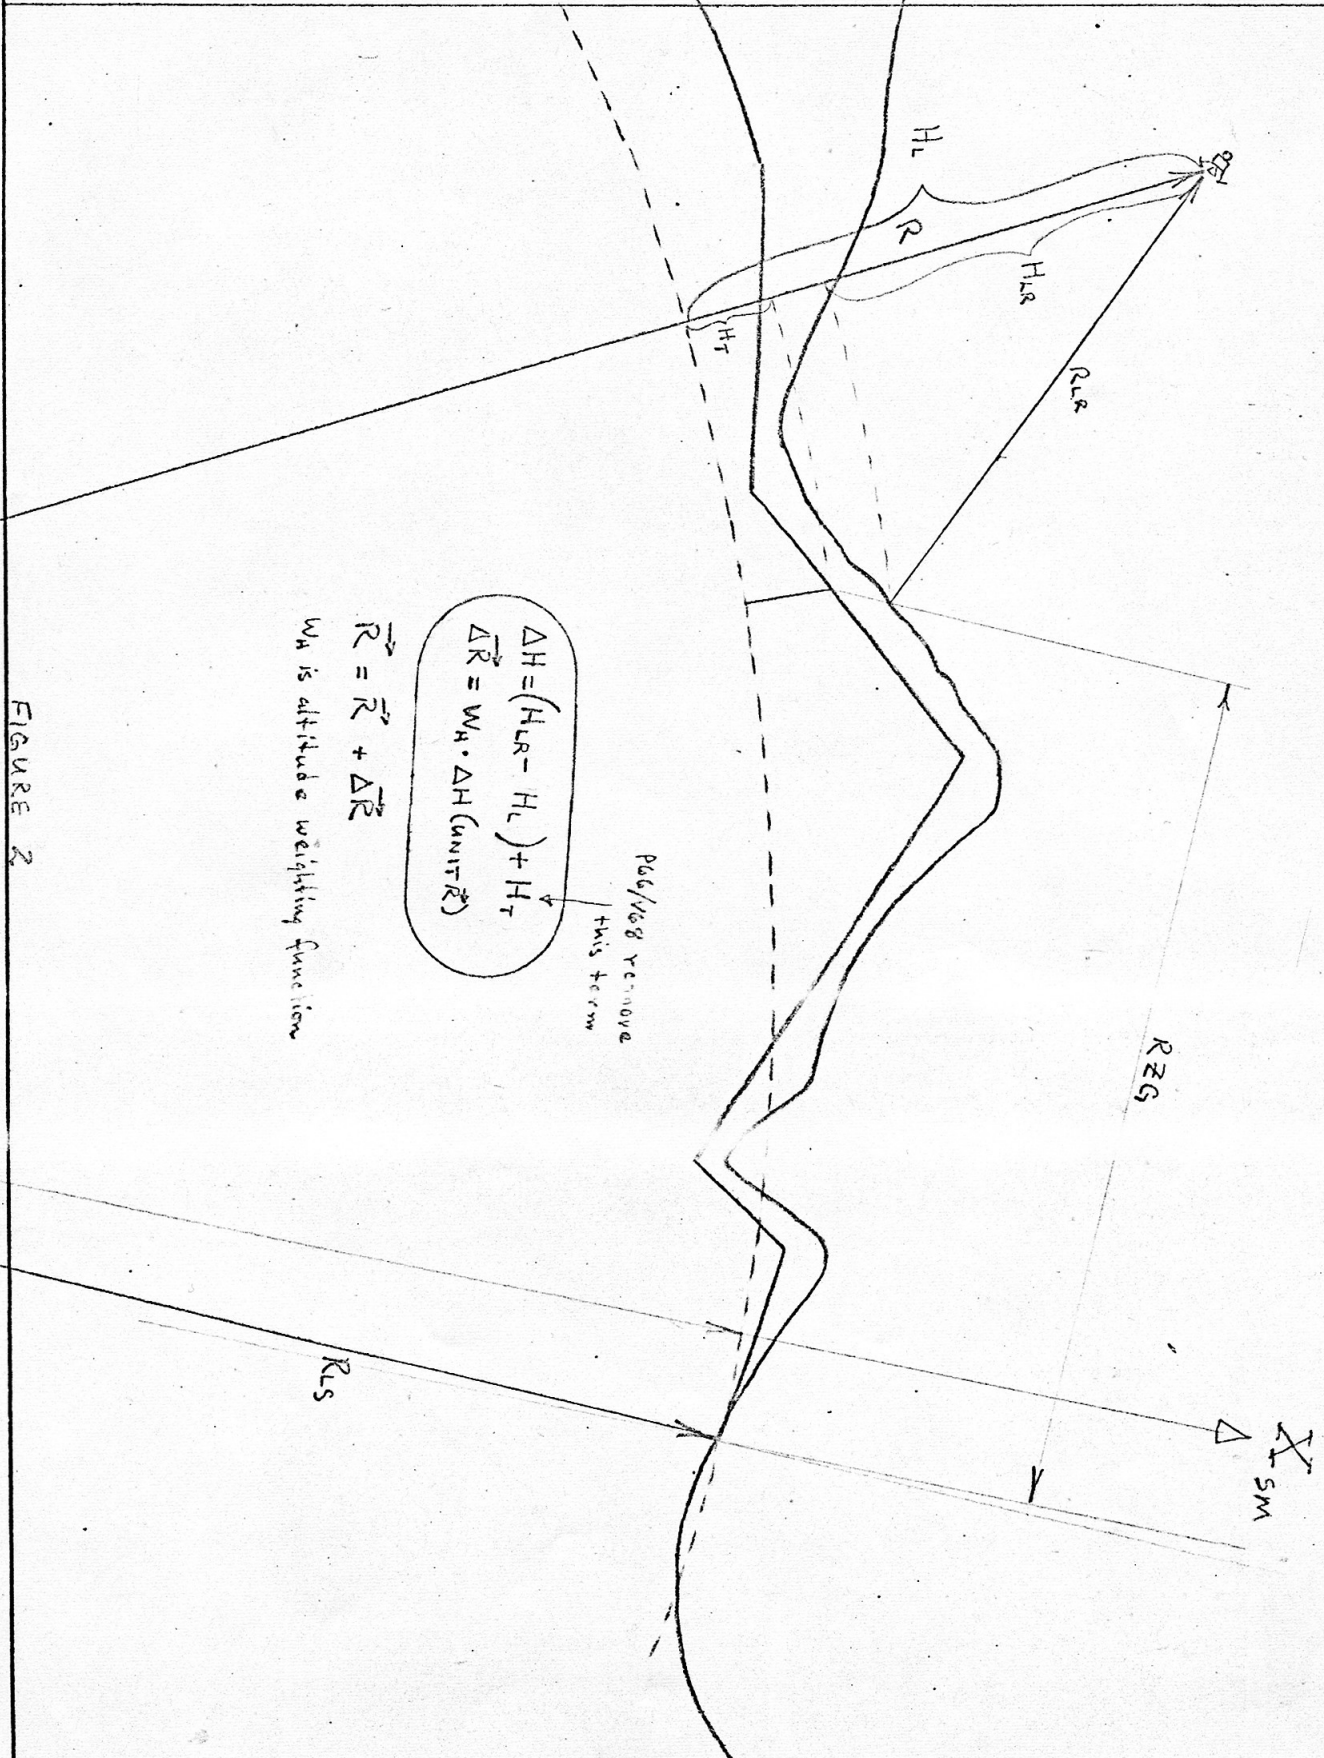 H_L
R
H_LR
R_LR
H_T
RZG
X_SM
R_LS
P66/V68 remove
this term
ΔH = (H_LR - H_L) + H_T
ΔR⃗ = W_H · ΔH (UNIT R⃗)
R⃗ = R⃗ + ΔR⃗
W_H is altitude weighting function
FIGURE 2